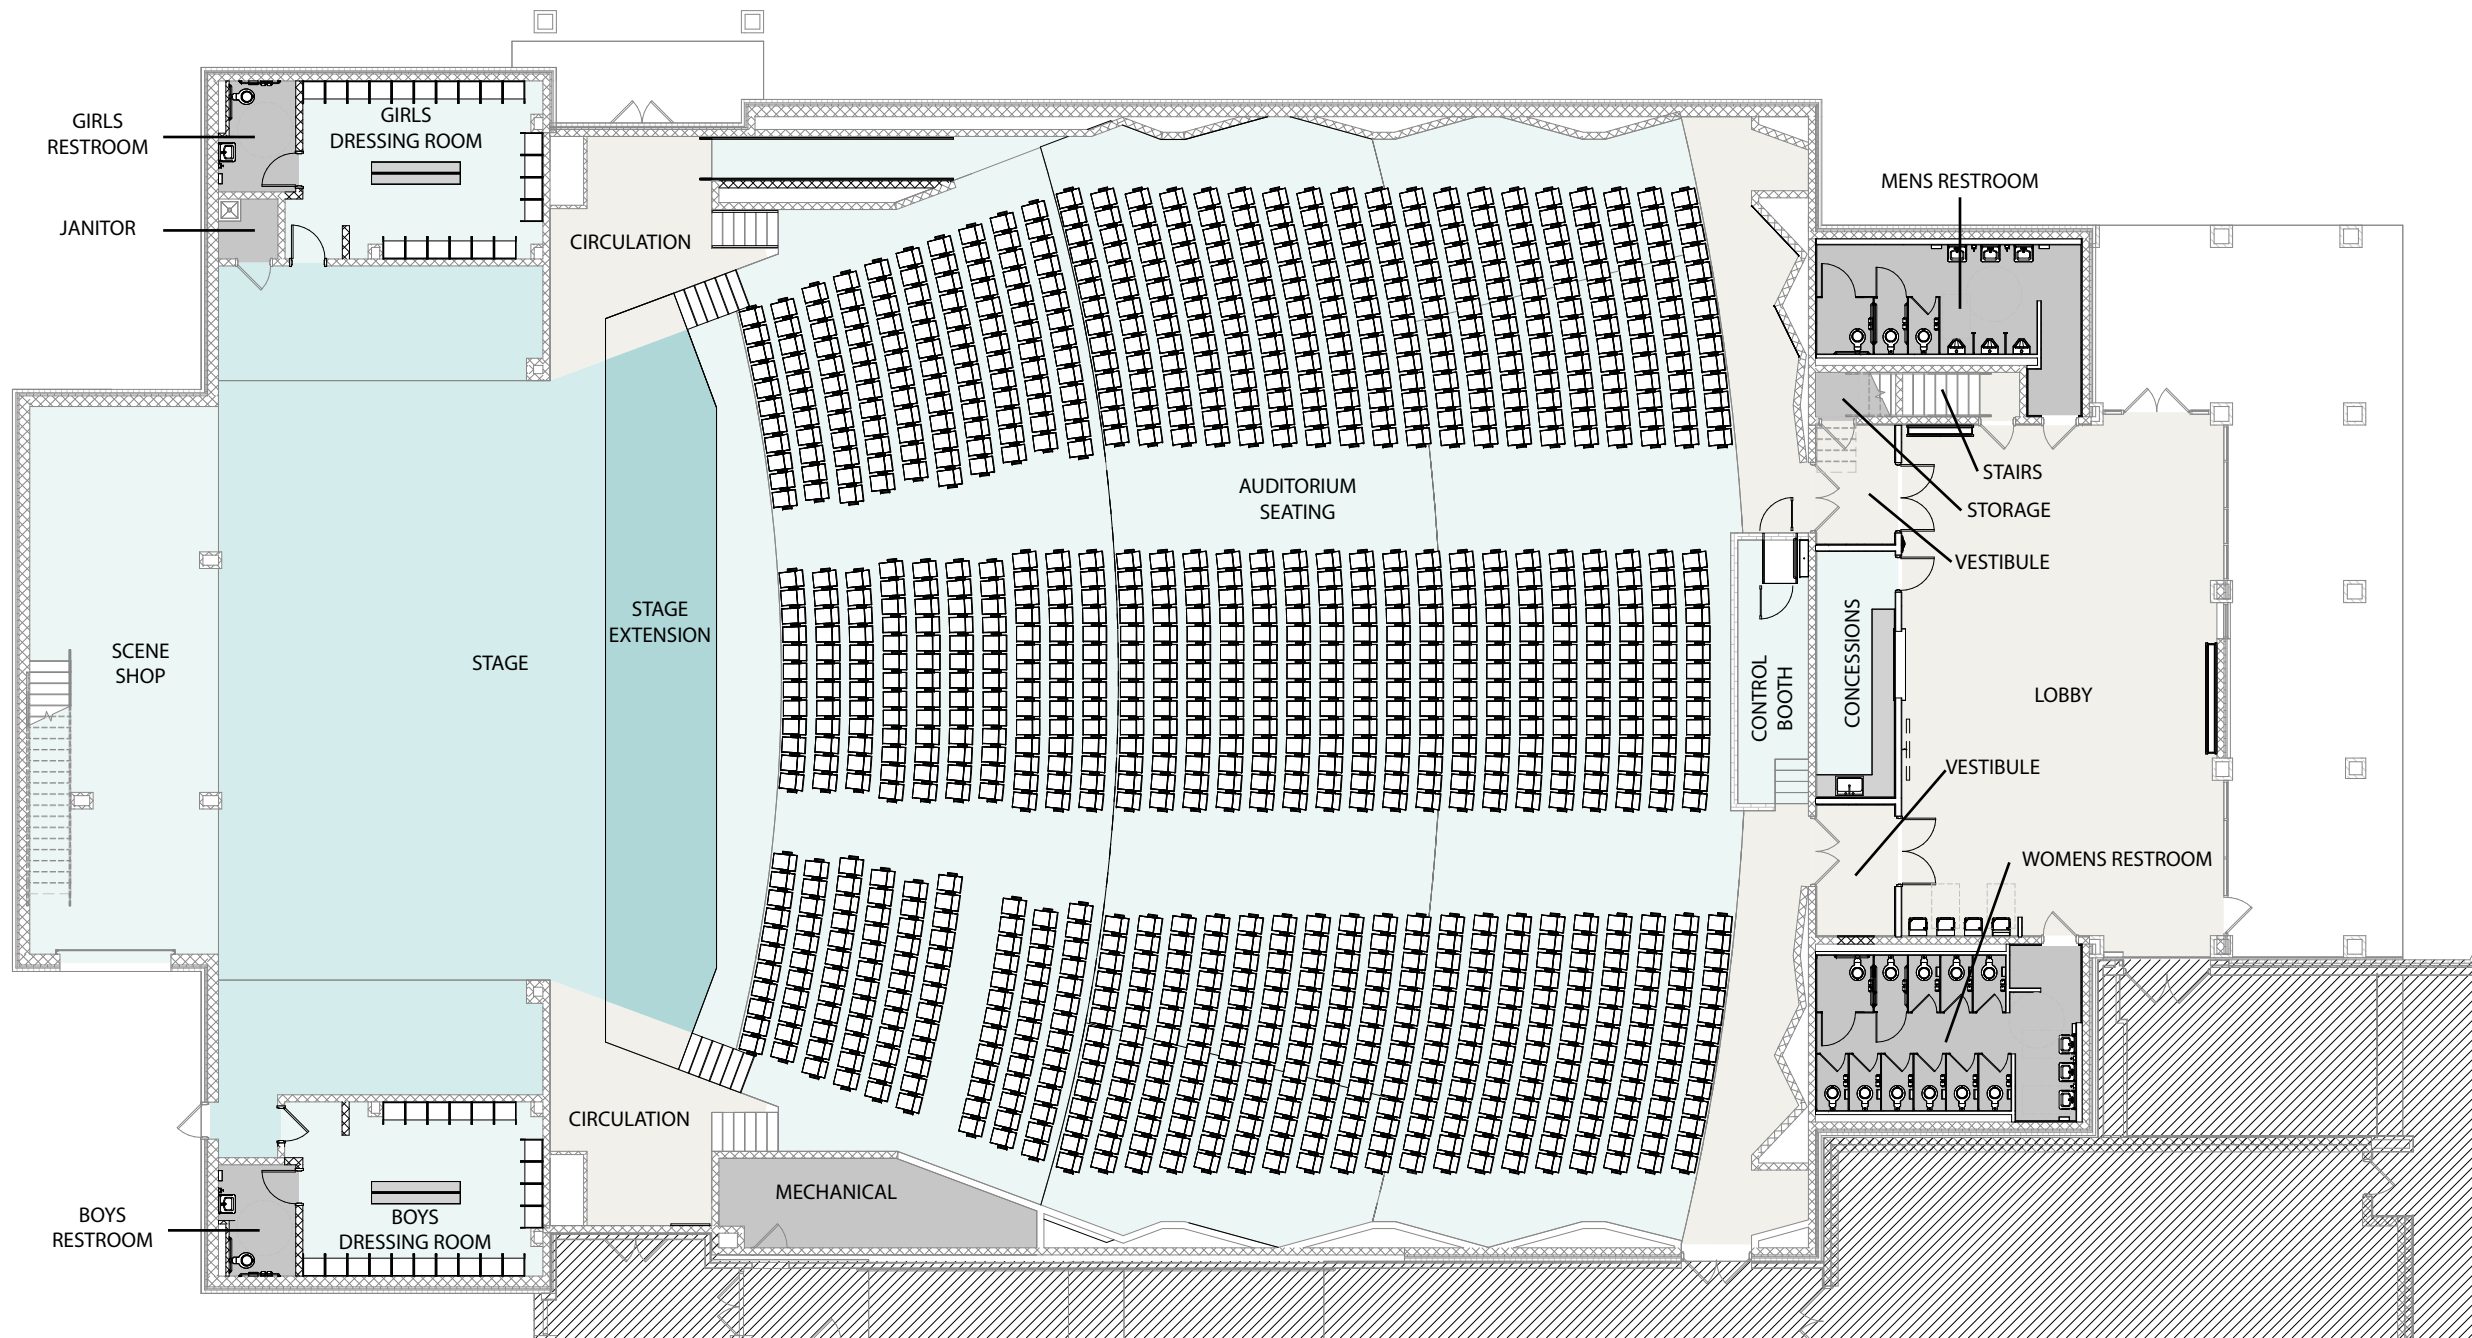 GIRLS
RESTROOM
GIRLS
DRESSING ROOM
JANITOR
CIRCULATION
MENS RESTROOM
AUDITORIUM
SEATING
STAIRS
STORAGE
VESTIBULE
SCENE
SHOP
STAGE
STAGE
EXTENSION
CONTROL
BOOTH
CONCESSIONS
LOBBY
VESTIBULE
WOMENS RESTROOM
CIRCULATION
MECHANICAL
BOYS
RESTROOM
BOYS
DRESSING ROOM